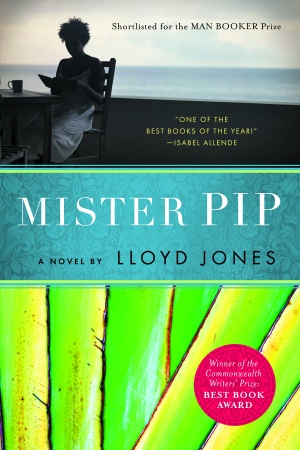 Shortlisted for the MAN BOOKER Prize
"ONE OF THE
BEST BOOKS OF THE YEAR!"
—ISABEL ALLENDE
MISTER PIP
A NOVEL BY LLOYD JONES
Winner of the
Commonwealth
Writers' Prize:
BEST BOOK
AWARD